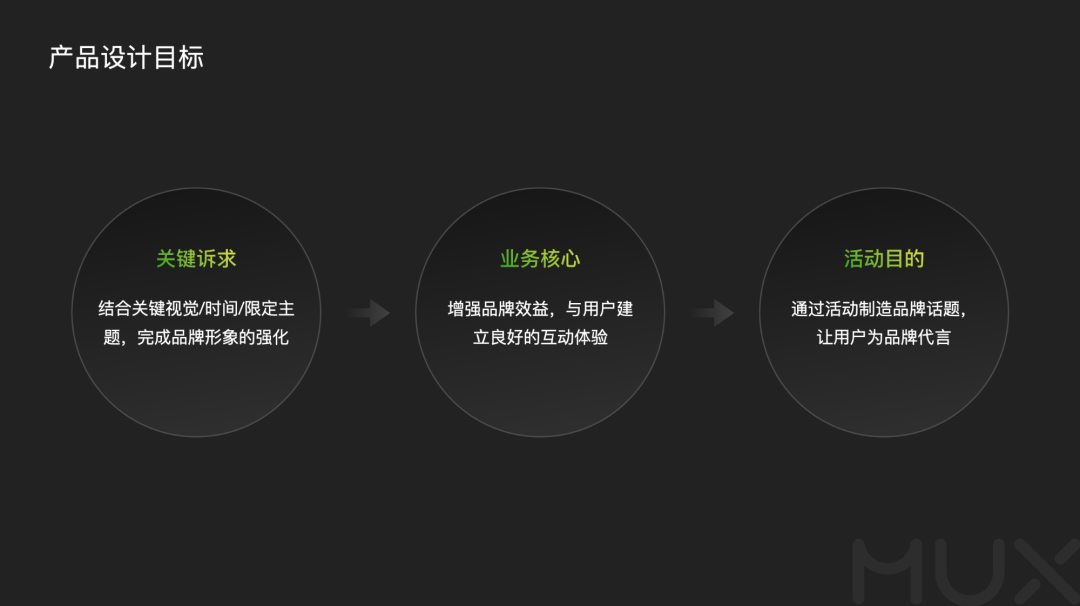 产品设计目标
关键诉求
结合关键视觉/时间/限定主
题，完成品牌形象的强化
业务核心
增强品牌效益，与用户建
立良好的互动体验
活动目的
通过活动制造品牌话题，
让用户为品牌代言
MUX